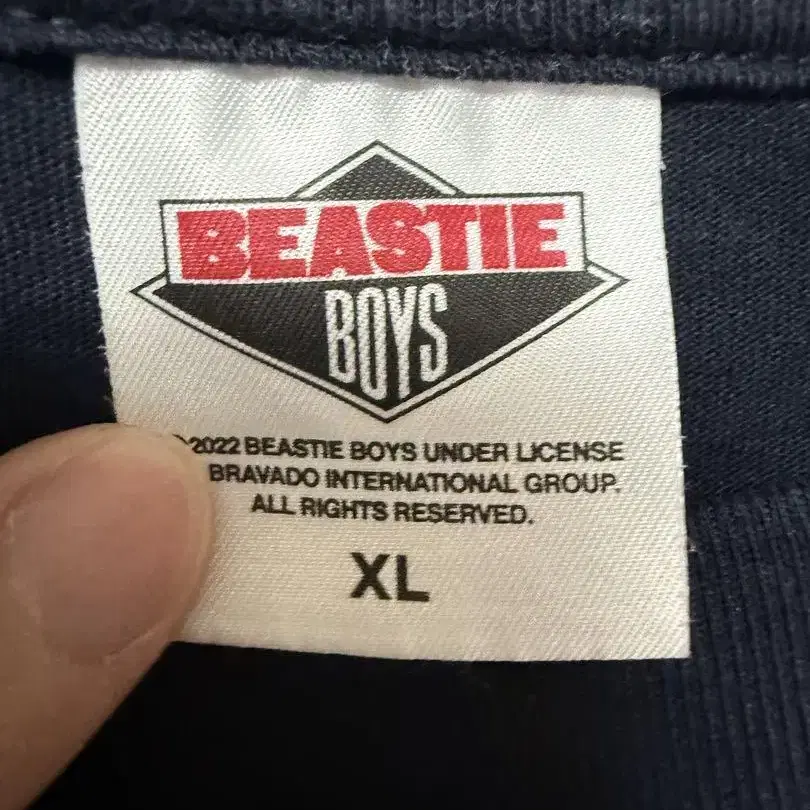 BEASTIE
BOYS
©2022 BEASTIE BOYS UNDER LICENSE
BRAVADO INTERNATIONAL GROUP.
ALL RIGHTS RESERVED.
XL